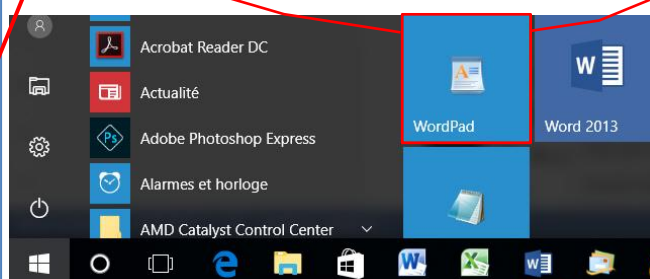 Acrobat Reader DC
Actualité
Adobe Photoshop Express
Alarmes et horloge
AMD Catalyst Control Center
WordPad
Word 2013